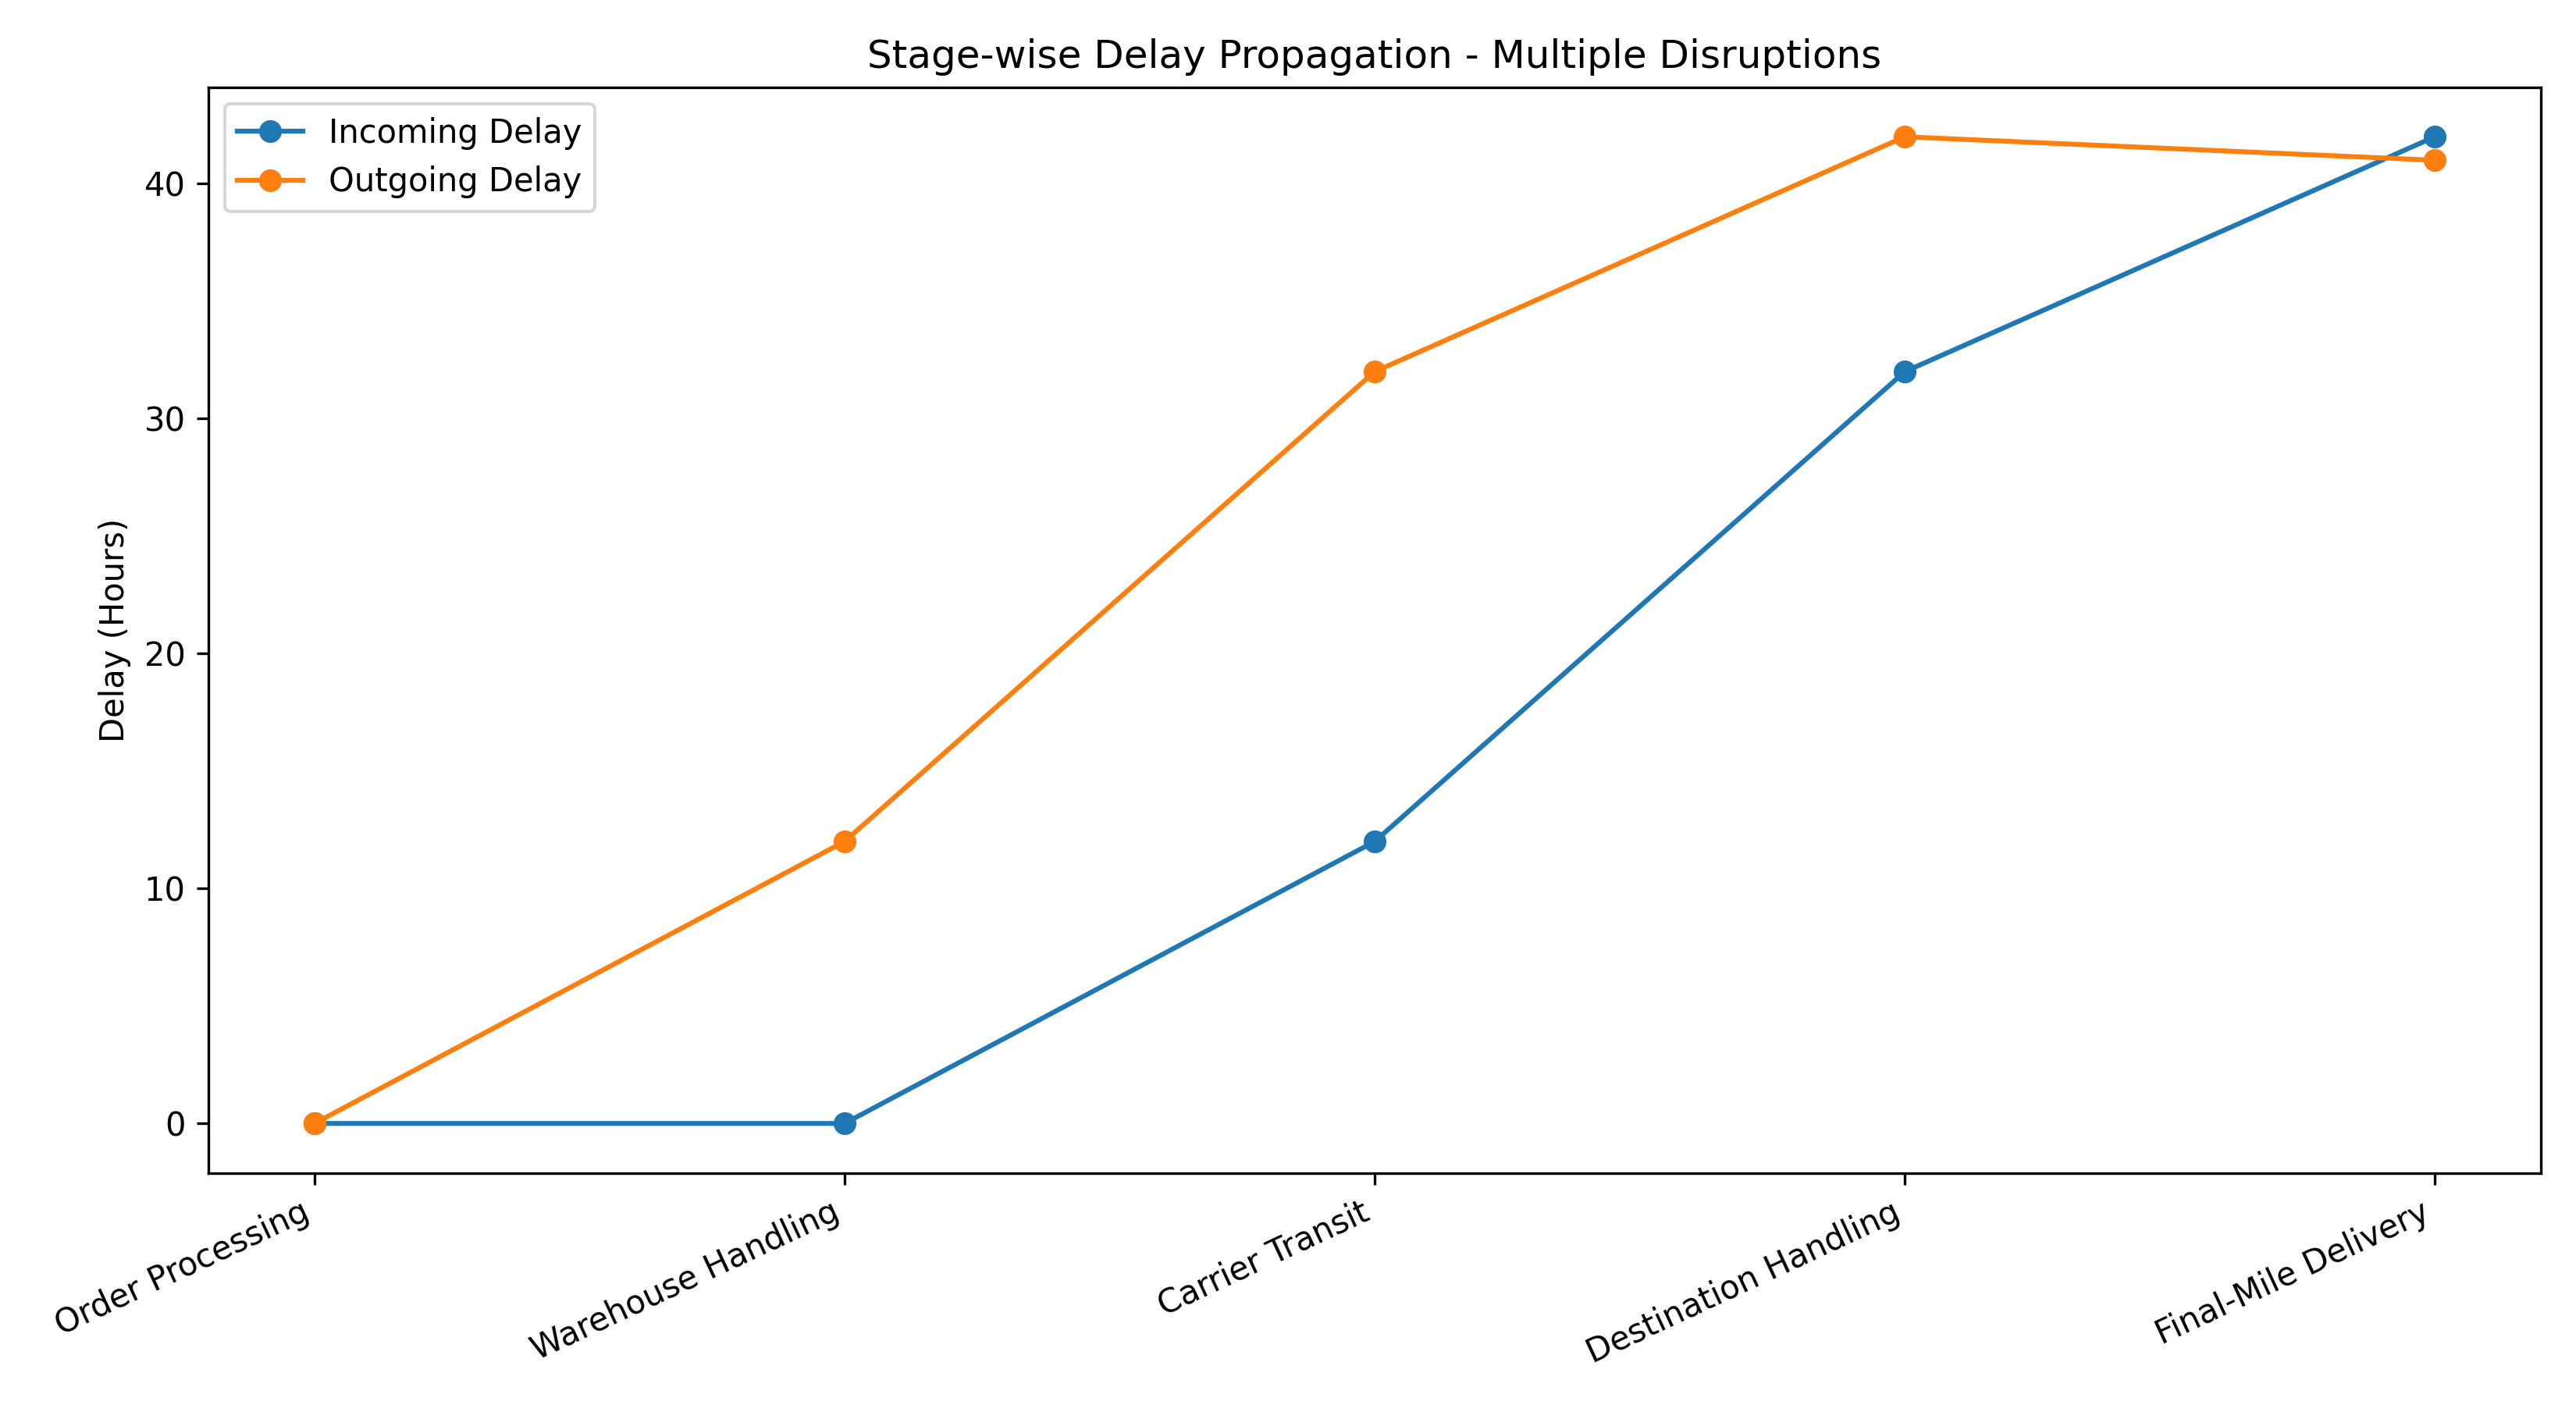 Stage-wise Delay Propagation - Multiple Disruptions
Incoming Delay
Outgoing Delay
Delay (Hours)
40
30
20
10
0
Order Processing
Warehouse Handling
Carrier Transit
Destination Handling
Final-Mile Delivery